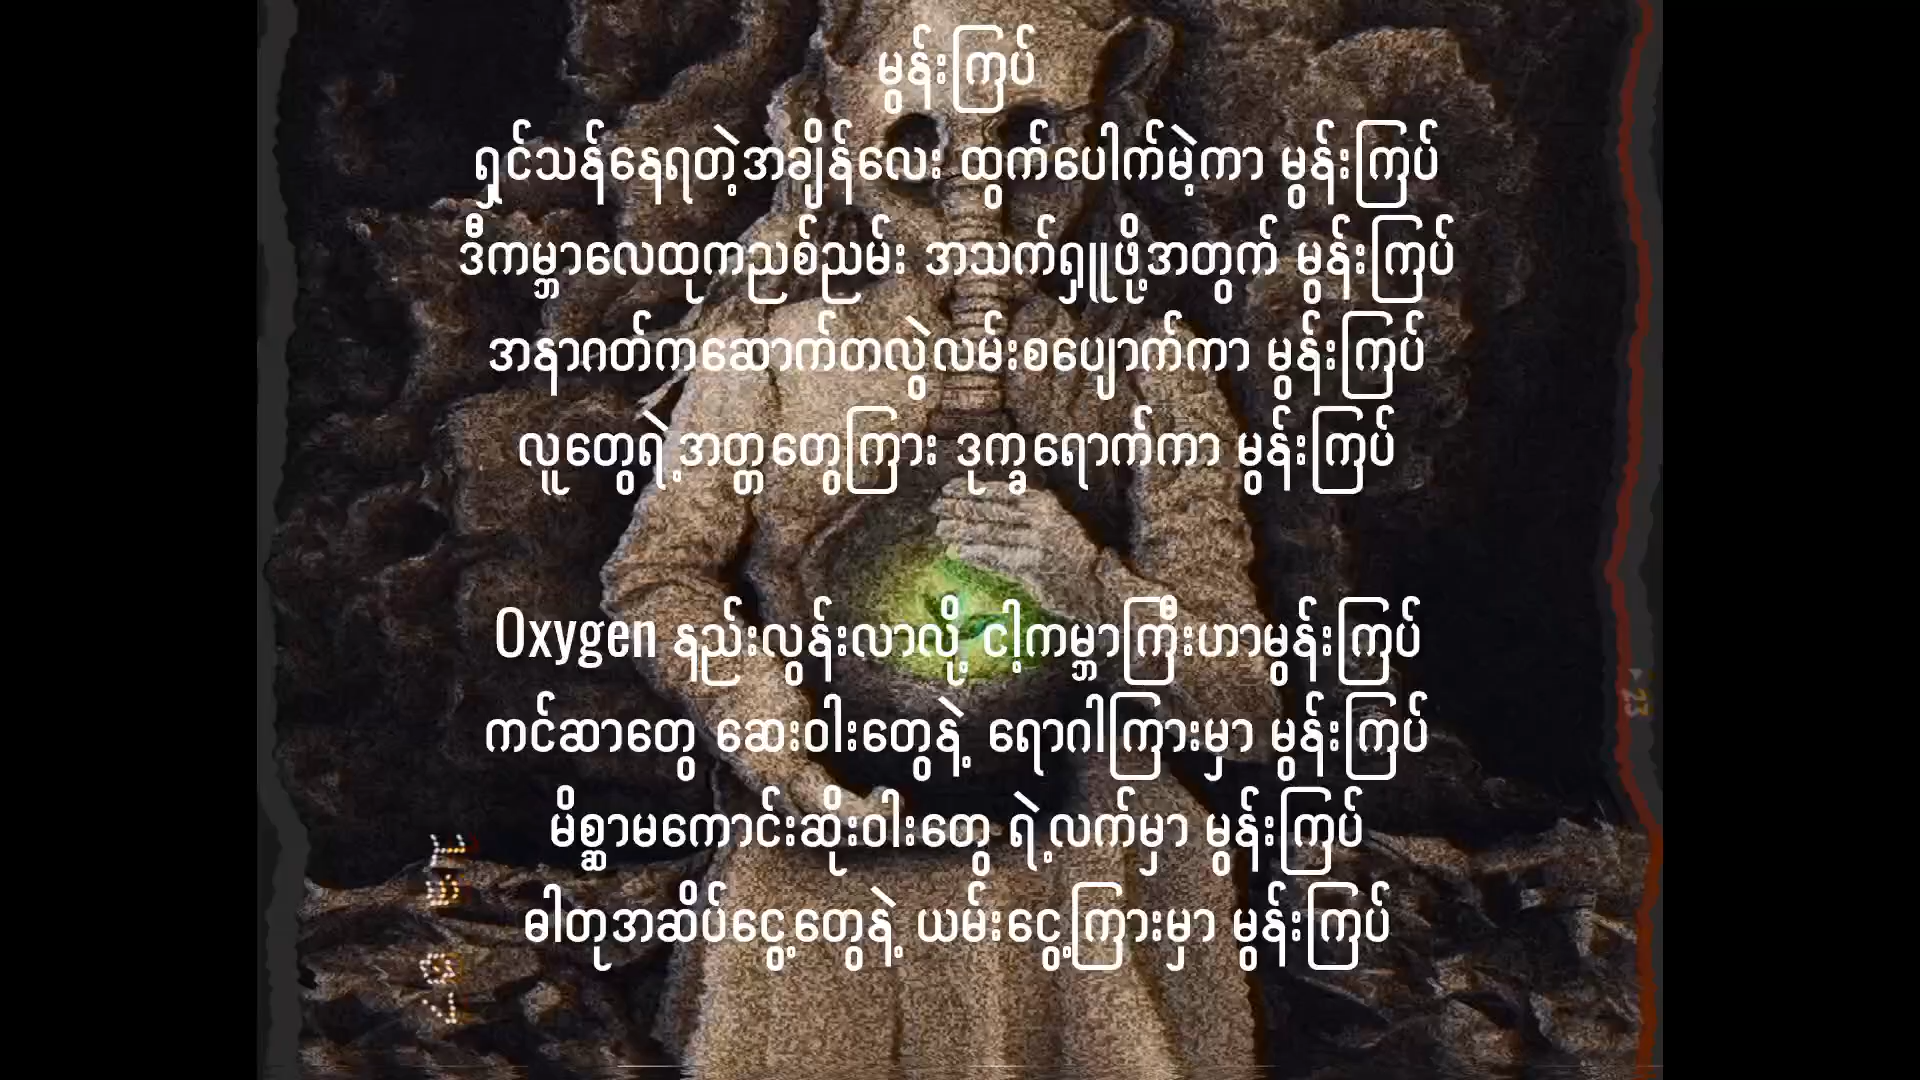 မွန်းကြပ်
ရှင်သန်နေရတဲ့အချိန်လေး ထွက်ပေါက်မဲ့ကာ မွန်းကြပ်
ဒီကမ္ဘာလေထုကညစ်ညမ်း အသက်ရှူဖို့အတွက် မွန်းကြပ်
အနာဂတ်ကဆောက်တလွဲလမ်းစပျောက်ကာ မွန်းကြပ်
လူတွေရဲ့အတ္တတွေကြား ဒုက္ခရောက်ကာ မွန်းကြပ်
Oxygen နည်းလွန်းလာလို့ ငါ့ကမ္ဘာကြီးဟာမွန်းကြပ်
ကင်ဆာတွေ ဆေးဝါးတွေနဲ့ ရောဂါကြားမှာ မွန်းကြပ်
မိစ္ဆာမကောင်းဆိုးဝါးတွေ ရဲ့လက်မှာ မွန်းကြပ်
ဓါတုအဆိပ်ငွေ့တွေနဲ့ ယမ်းငွေ့ကြားမှာ မွန်းကြပ်